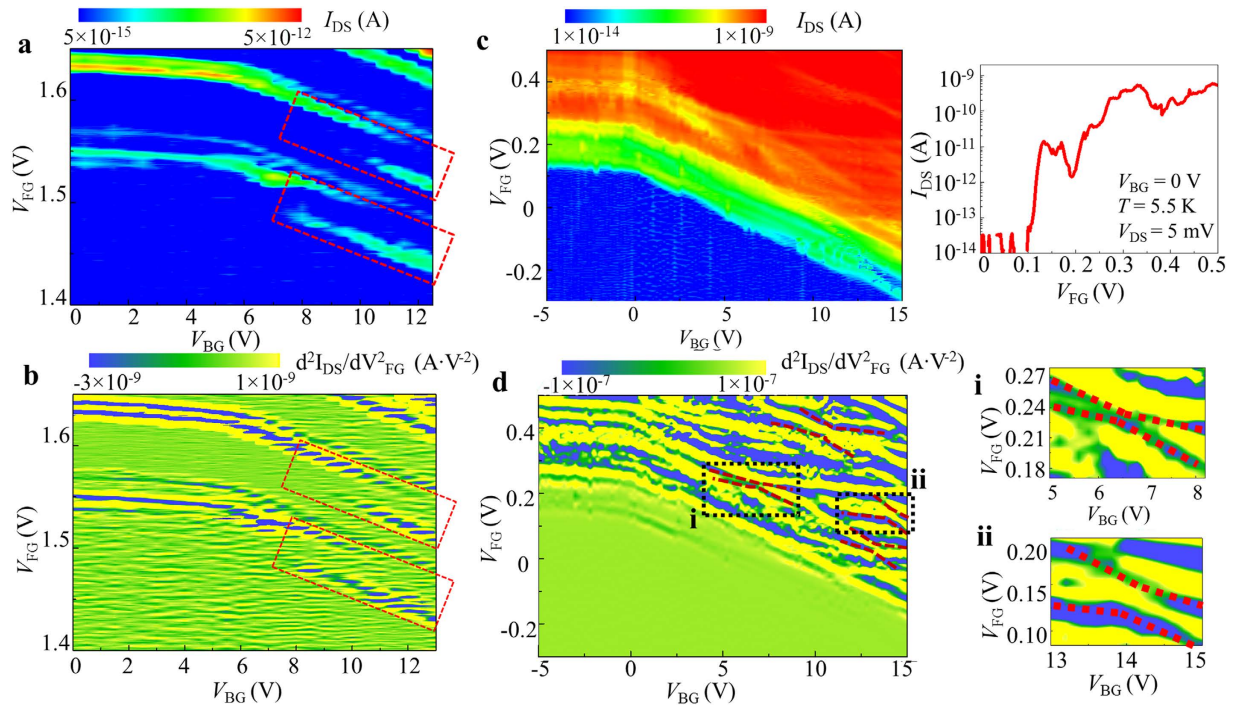 I_DS (A)
5×10⁻¹⁵ 5×10⁻¹²
a
V_FG (V)
1.6
1.5
1.4
0 2 4 6 8 10 12
V_BG (V)
I_DS (A)
1×10⁻¹⁴ 1×10⁻⁹
c
V_FG (V)
0.4
0.2
0
-0.2
-5 0 5 10 15
V_BG (V)
I_DS (A)
10⁻⁹
10⁻¹⁰
10⁻¹¹
10⁻¹²
10⁻¹³
10⁻¹⁴
V_BG = 0 V
T = 5.5 K
V_DS = 5 mV
0 0.1 0.2 0.3 0.4 0.5
V_FG (V)
d²I_DS/dV²_FG (A·V⁻²)
-3×10⁻⁹ 1×10⁻⁹
b
V_FG (V)
1.6
1.5
1.4
0 2 4 6 8 10 12
V_BG (V)
d²I_DS/dV²_FG (A·V⁻²)
-1×10⁻⁷ 1×10⁻⁷
d
V_FG (V)
0.4
0.2
0
-0.2
i
ii
-5 0 5 10 15
V_BG (V)
i
V_FG (V)
0.27
0.24
0.21
0.18
5 6 7 8
V_BG (V)
ii
V_FG (V)
0.20
0.15
0.10
13 14 15
V_BG (V)